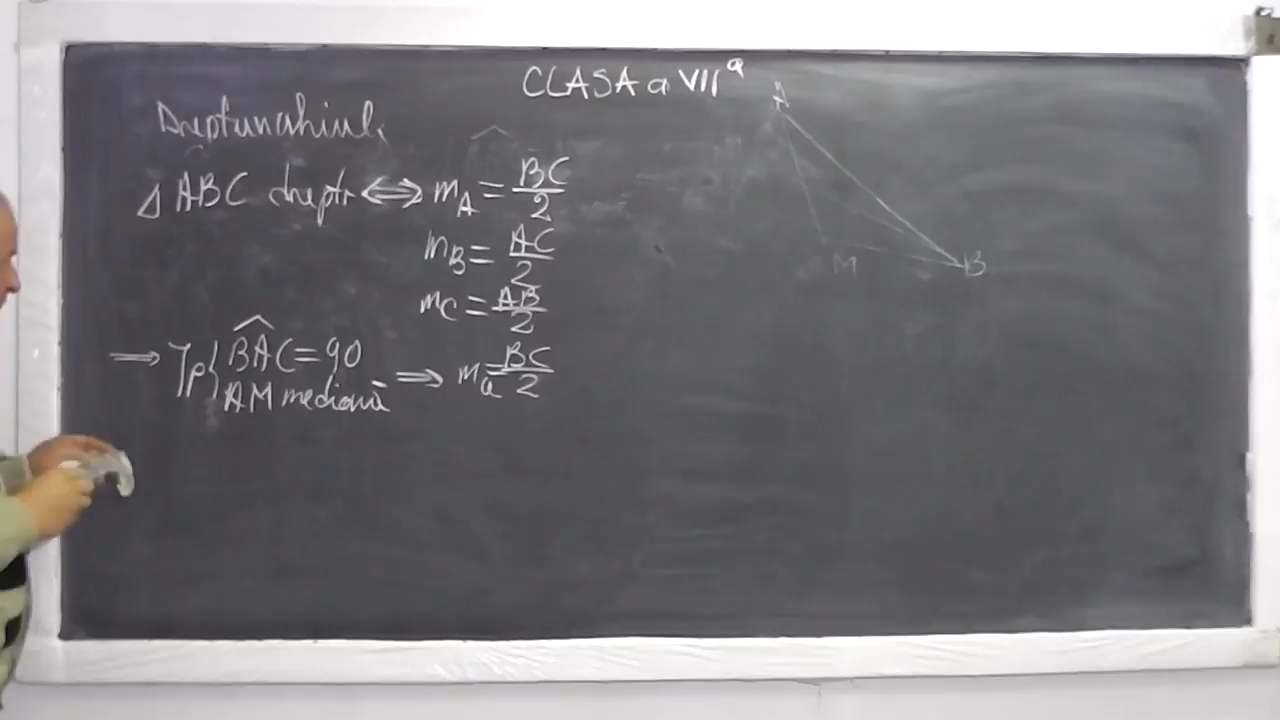 CLASA a VII a
Dreptunghiul.
Δ ABC drept ⇔ m_A = BC/2
m_B = AC/2
m_C = AB/2
⇒ Ip { BAC = 90
AM mediană ⇒ m_a = BC/2
A
M
B